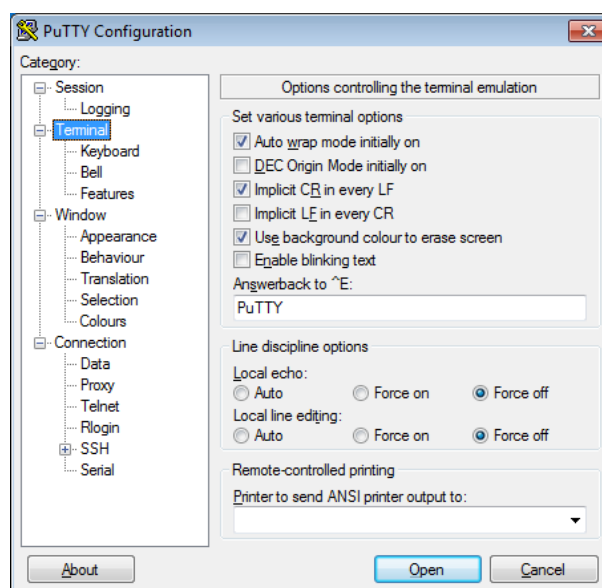 PuTTY Configuration
Category:
Session
Logging
Terminal
Keyboard
Bell
Features
Window
Appearance
Behaviour
Translation
Selection
Colours
Connection
Data
Proxy
Telnet
Rlogin
SSH
Serial
Options controlling the terminal emulation
Set various terminal options
Auto wrap mode initially on
DEC Origin Mode initially on
Implicit CR in every LF
Implicit LF in every CR
Use background colour to erase screen
Enable blinking text
Answerback to ^E:
PuTTY
Line discipline options
Local echo:
Auto Force on Force off
Local line editing:
Auto Force on Force off
Remote-controlled printing
Printer to send ANSI printer output to:
About Open Cancel